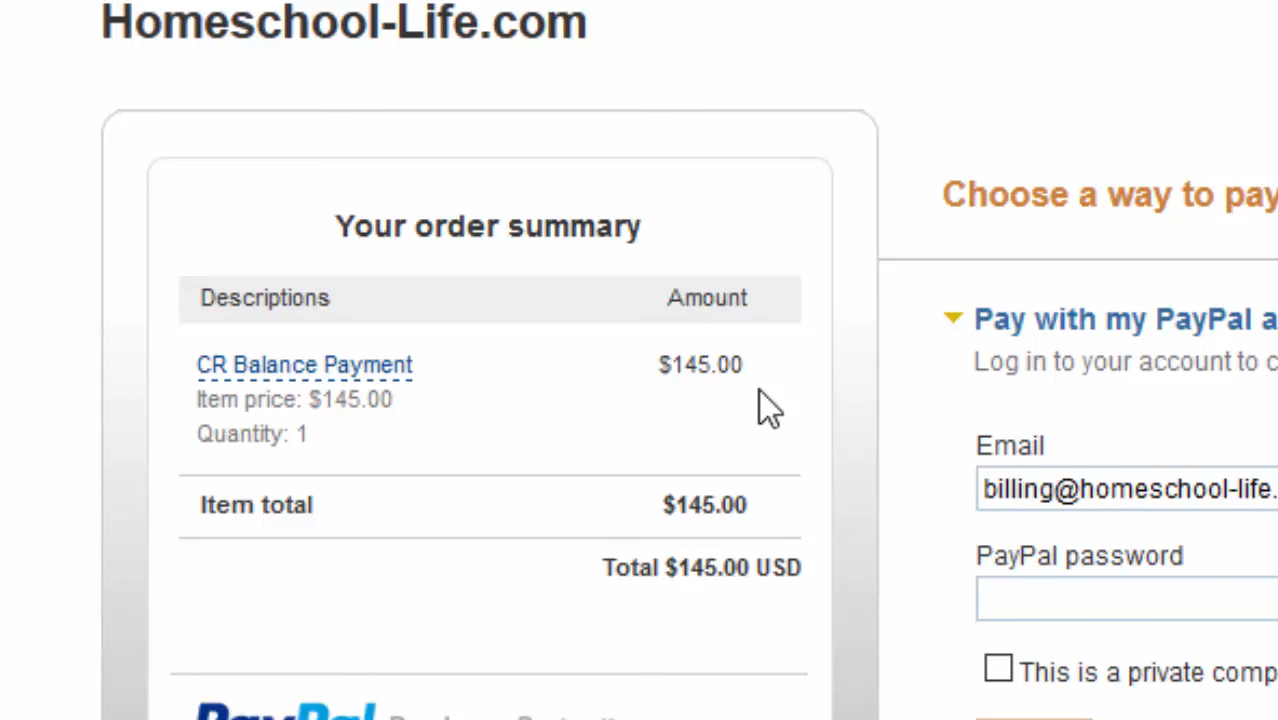 Homeschool-Life.com
Your order summary
Descriptions Amount
CR Balance Payment $145.00
Item price: $145.00
Quantity: 1
Item total $145.00
Total $145.00 USD
PayPal
Choose a way to pay
Pay with my PayPal a
Log in to your account to c
Email
billing@homeschool-life.
PayPal password
This is a private comp